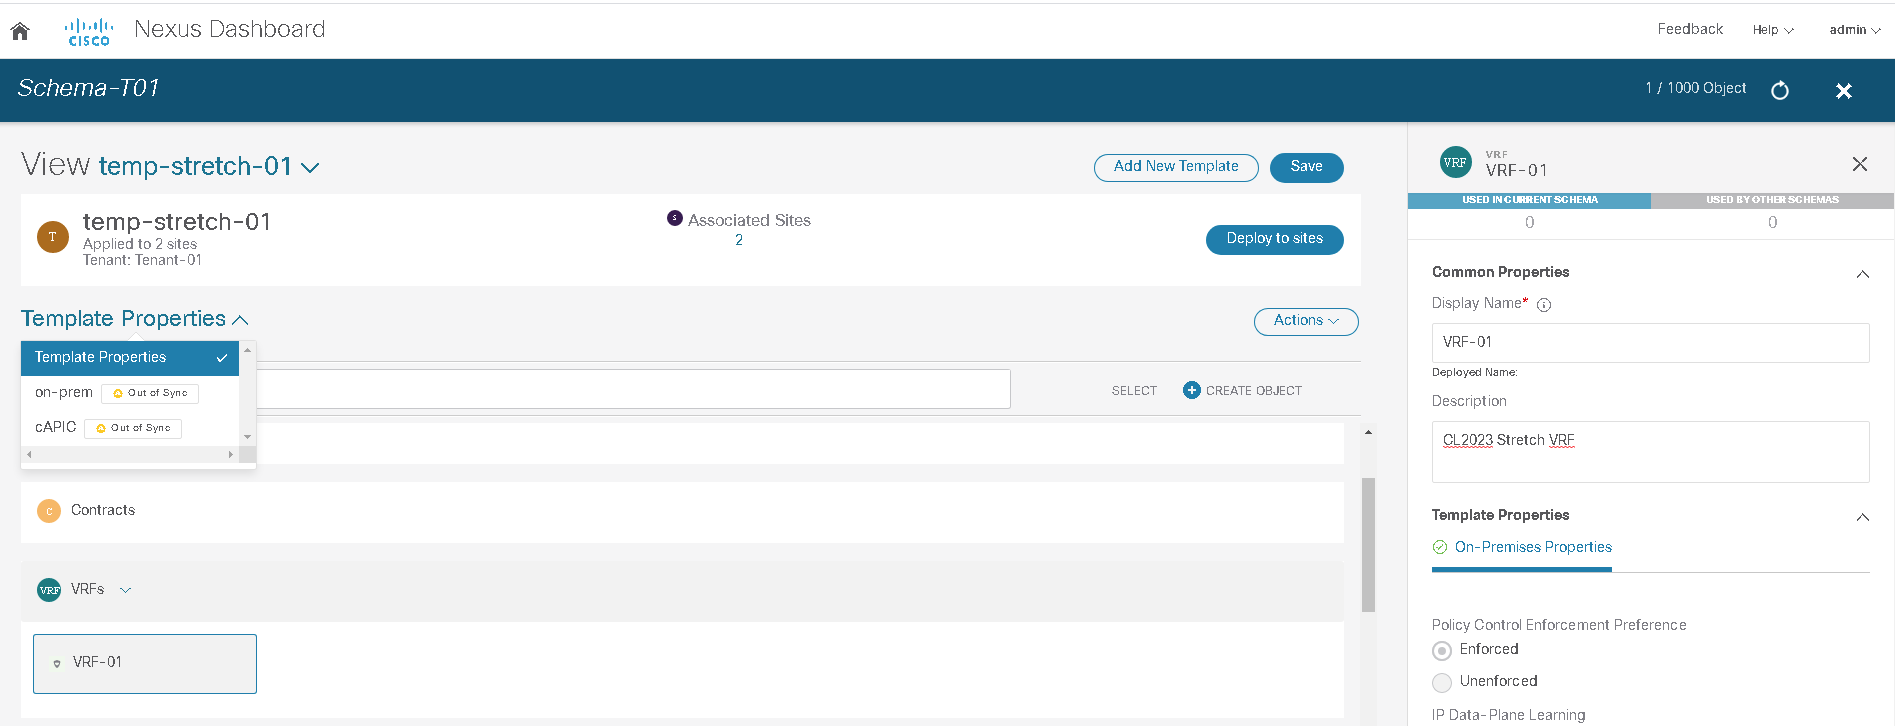 CISCO Nexus Dashboard Feedback Help admin
Schema-T01 1 / 1000 Object
View temp-stretch-01
Add New Template
Save
T
temp-stretch-01
Applied to 2 sites
Tenant: Tenant-01
S Associated Sites
2
Deploy to sites
Template Properties
Actions
Template Properties
on-prem Out of Sync
cAPIC Out of Sync
SELECT
CREATE OBJECT
C Contracts
VRF VRFs
VRF-01
VRF
VRF
VRF-01
USED IN CURRENT SCHEMA USED BY OTHER SCHEMAS
0 0
Common Properties
Display Name*
VRF-01
Deployed Name:
Description
CL2023 Stretch VRF
Template Properties
On-Premises Properties
Policy Control Enforcement Preference
Enforced
Unenforced
IP Data-Plane Learning